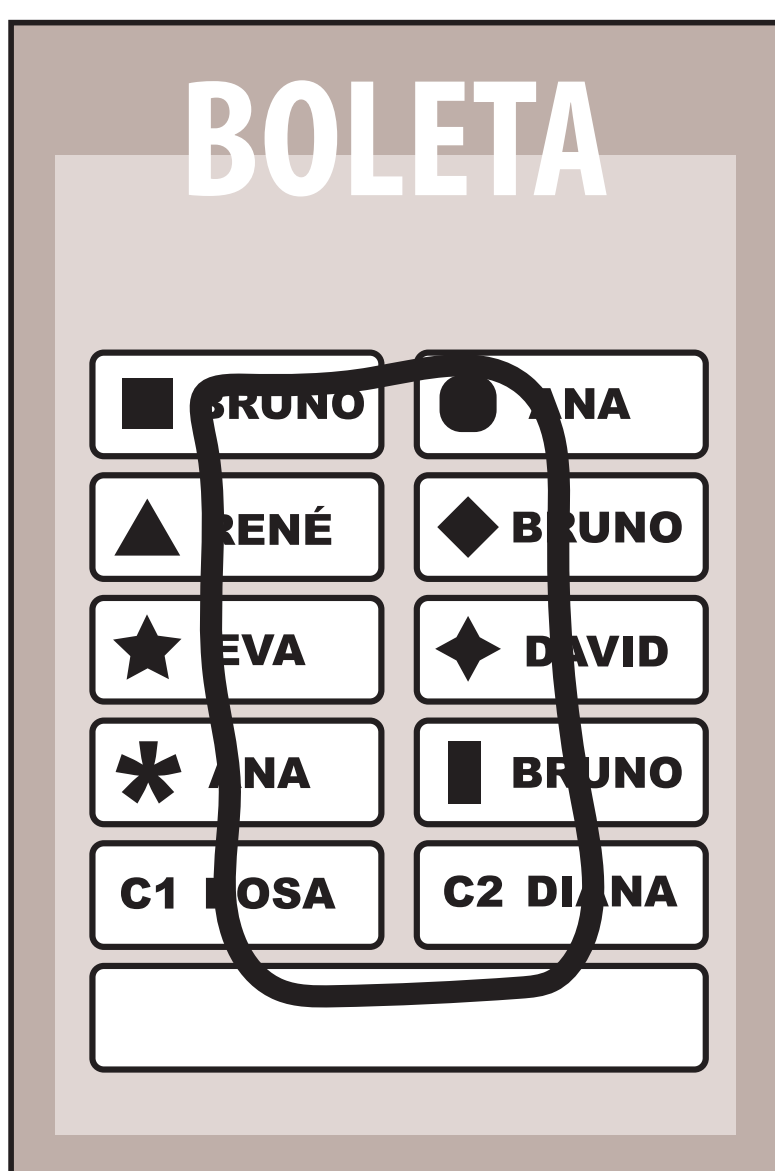 BOLETA
BRUNO ANA
RENÉ BRUNO
EVA DAVID
ANA BRUNO
C1 ROSA C2 DIANA